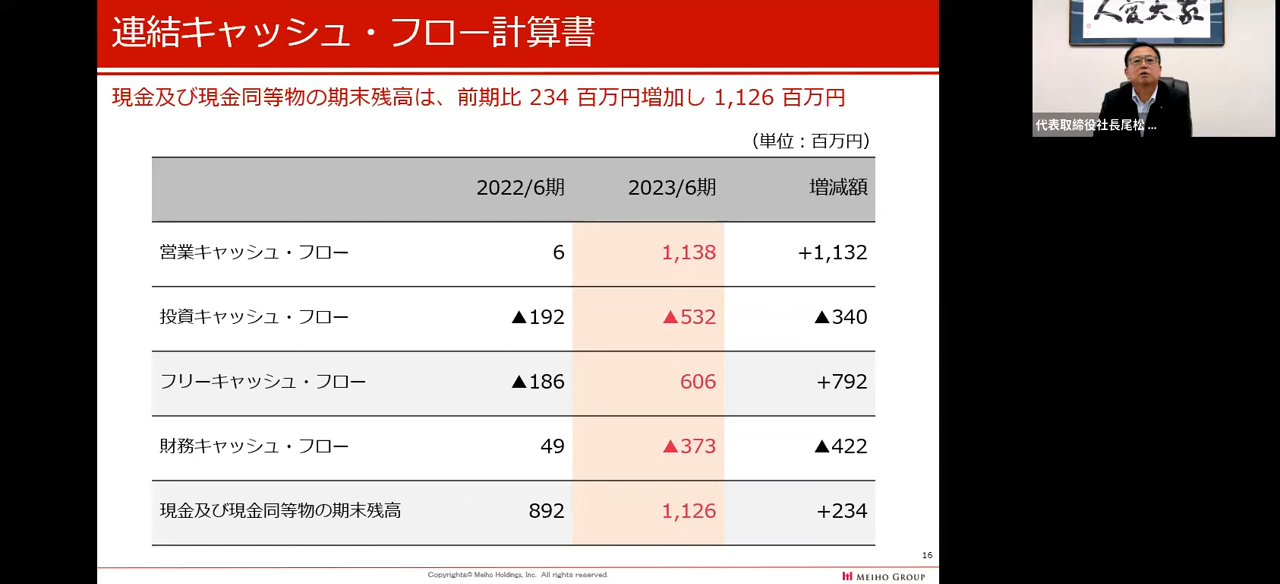 連結キャッシュ・フロー計算書
現金及び現金同等物の期末残高は、前期比 234 百万円増加し 1,126 百万円
（単位：百万円）
2022/6期 2023/6期 増減額
営業キャッシュ・フロー 6 1,138 +1,132
投資キャッシュ・フロー ▲192 ▲532 ▲340
フリーキャッシュ・フロー ▲186 606 +792
財務キャッシュ・フロー 49 ▲373 ▲422
現金及び現金同等物の期末残高 892 1,126 +234
16
Copyrights© Meiho Holdings, Inc. All rights reserved.
MEIHO GROUP
代表取締役社長尾松 ...